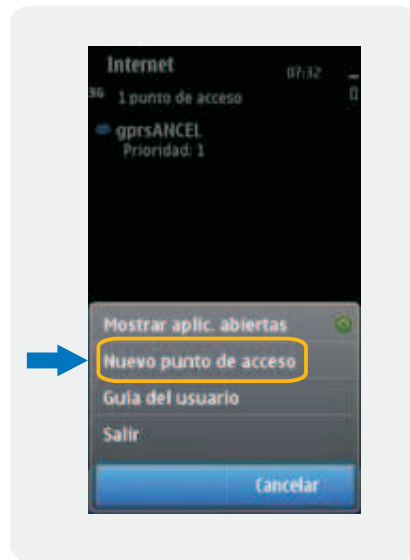 Internet
07:32
3G 1 punto de acceso
gprsANCEL
Prioridad: 1
Mostrar aplic. abiertas
Nuevo punto de acceso
Guía del usuario
Salir
Cancelar